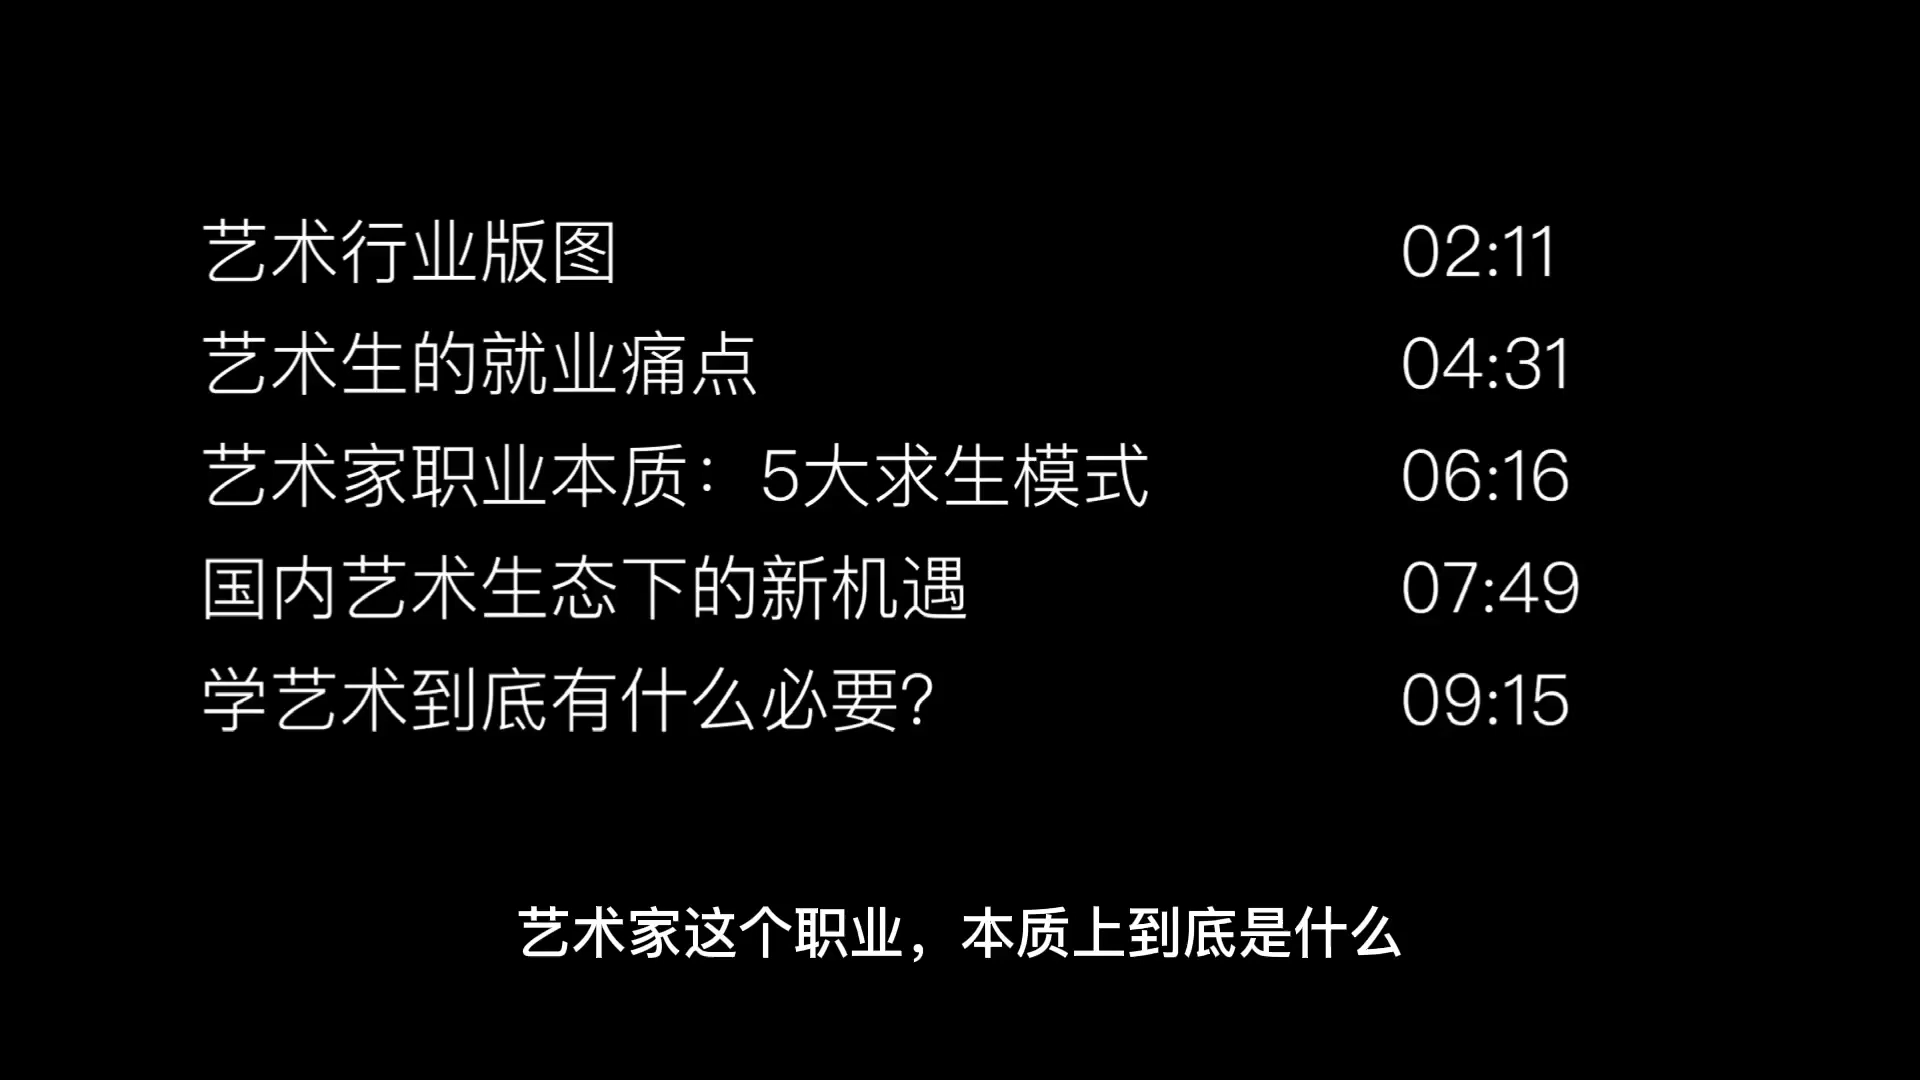 艺术行业版图 02:11
艺术生的就业痛点 04:31
艺术家职业本质：5大求生模式 06:16
国内艺术生态下的新机遇 07:49
学艺术到底有什么必要？ 09:15
艺术家这个职业，本质上到底是什么